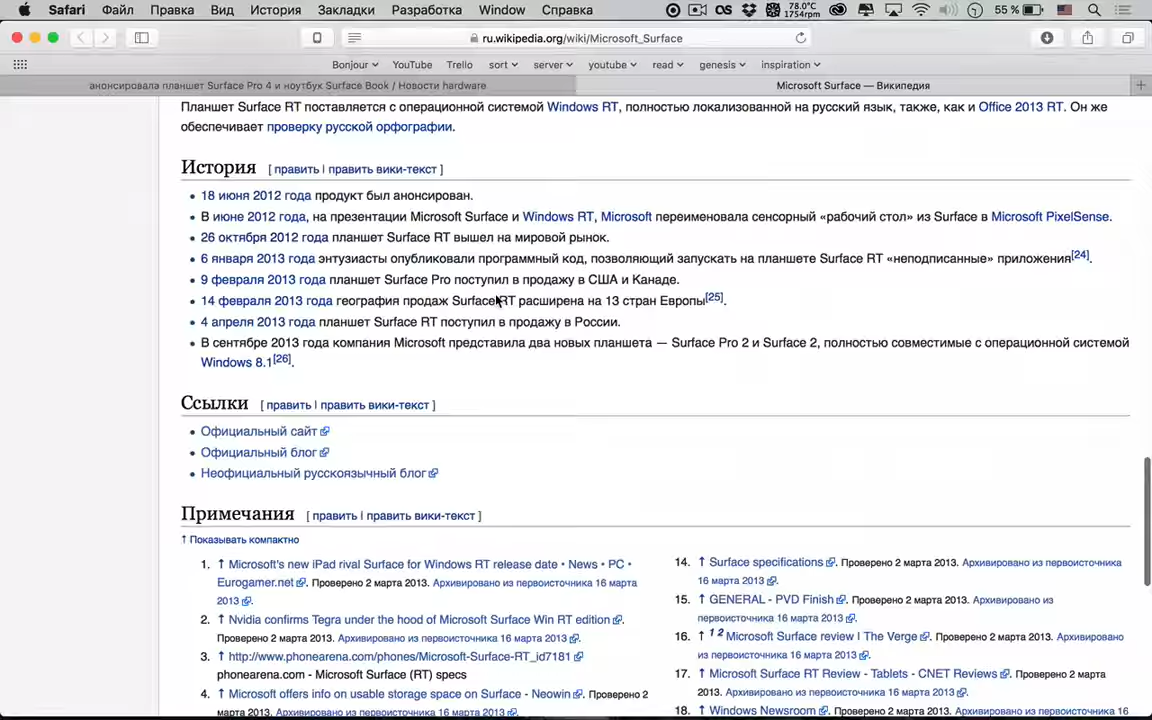 Safari Файл Правка Вид История Закладки Разработка Window Справка 78.0°C 1754rpm 55 %
ru.wikipedia.org/wiki/Microsoft_Surface
Bonjour YouTube Trello sort server youtube read genesis inspiration
анонсировала планшет Surface Pro 4 и ноутбук Surface Book / Новости hardware
Microsoft Surface — Википедия
Планшет Surface RT поставляется с операционной системой Windows RT, полностью локализованной на русский язык, также, как и Office 2013 RT. Он же
обеспечивает проверку русской орфографии.
История [ править | править вики-текст ]
18 июня 2012 года продукт был анонсирован.
В июне 2012 года, на презентации Microsoft Surface и Windows RT, Microsoft переименовала сенсорный «рабочий стол» из Surface в Microsoft PixelSense.
26 октября 2012 года планшет Surface RT вышел на мировой рынок.
6 января 2013 года энтузиасты опубликовали программный код, позволяющий запускать на планшете Surface RT «неподписанные» приложения[24].
9 февраля 2013 года планшет Surface Pro поступил в продажу в США и Канаде.
14 февраля 2013 года география продаж Surface RT расширена на 13 стран Европы[25].
4 апреля 2013 года планшет Surface RT поступил в продажу в России.
В сентябре 2013 года компания Microsoft представила два новых планшета — Surface Pro 2 и Surface 2, полностью совместимые с операционной системой
Windows 8.1[26].
Ссылки [ править | править вики-текст ]
Официальный сайт
Официальный блог
Неофициальный русскоязычный блог
Примечания [ править | править вики-текст ]
↑ Показывать компактно
1. ↑ Microsoft's new iPad rival Surface for Windows RT release date • News • PC •
Eurogamer.net. Проверено 2 марта 2013. Архивировано из первоисточника 16 марта
2013.
2. ↑ Nvidia confirms Tegra under the hood of Microsoft Surface Win RT edition.
Проверено 2 марта 2013. Архивировано из первоисточника 16 марта 2013.
3. ↑ http://www.phonearena.com/phones/Microsoft-Surface-RT_id7181
phonearena.com - Microsoft Surface (RT) specs
4. ↑ Microsoft offers info on usable storage space on Surface - Neowin. Проверено 2
марта 2013. Архивировано из первоисточника 16 марта 2013.
14. ↑ Surface specifications. Проверено 2 марта 2013. Архивировано из первоисточника
16 марта 2013.
15. ↑ GENERAL - PVD Finish. Проверено 2 марта 2013. Архивировано из
первоисточника 16 марта 2013.
16. ↑ 1 2 Microsoft Surface review | The Verge. Проверено 2 марта 2013. Архивировано
из первоисточника 16 марта 2013.
17. ↑ Microsoft Surface RT Review - Tablets - CNET Reviews. Проверено 2 марта
2013. Архивировано из первоисточника 16 марта 2013.
18. ↑ Windows Newsroom. Проверено 2 марта 2013. Архивировано из первоисточника 16